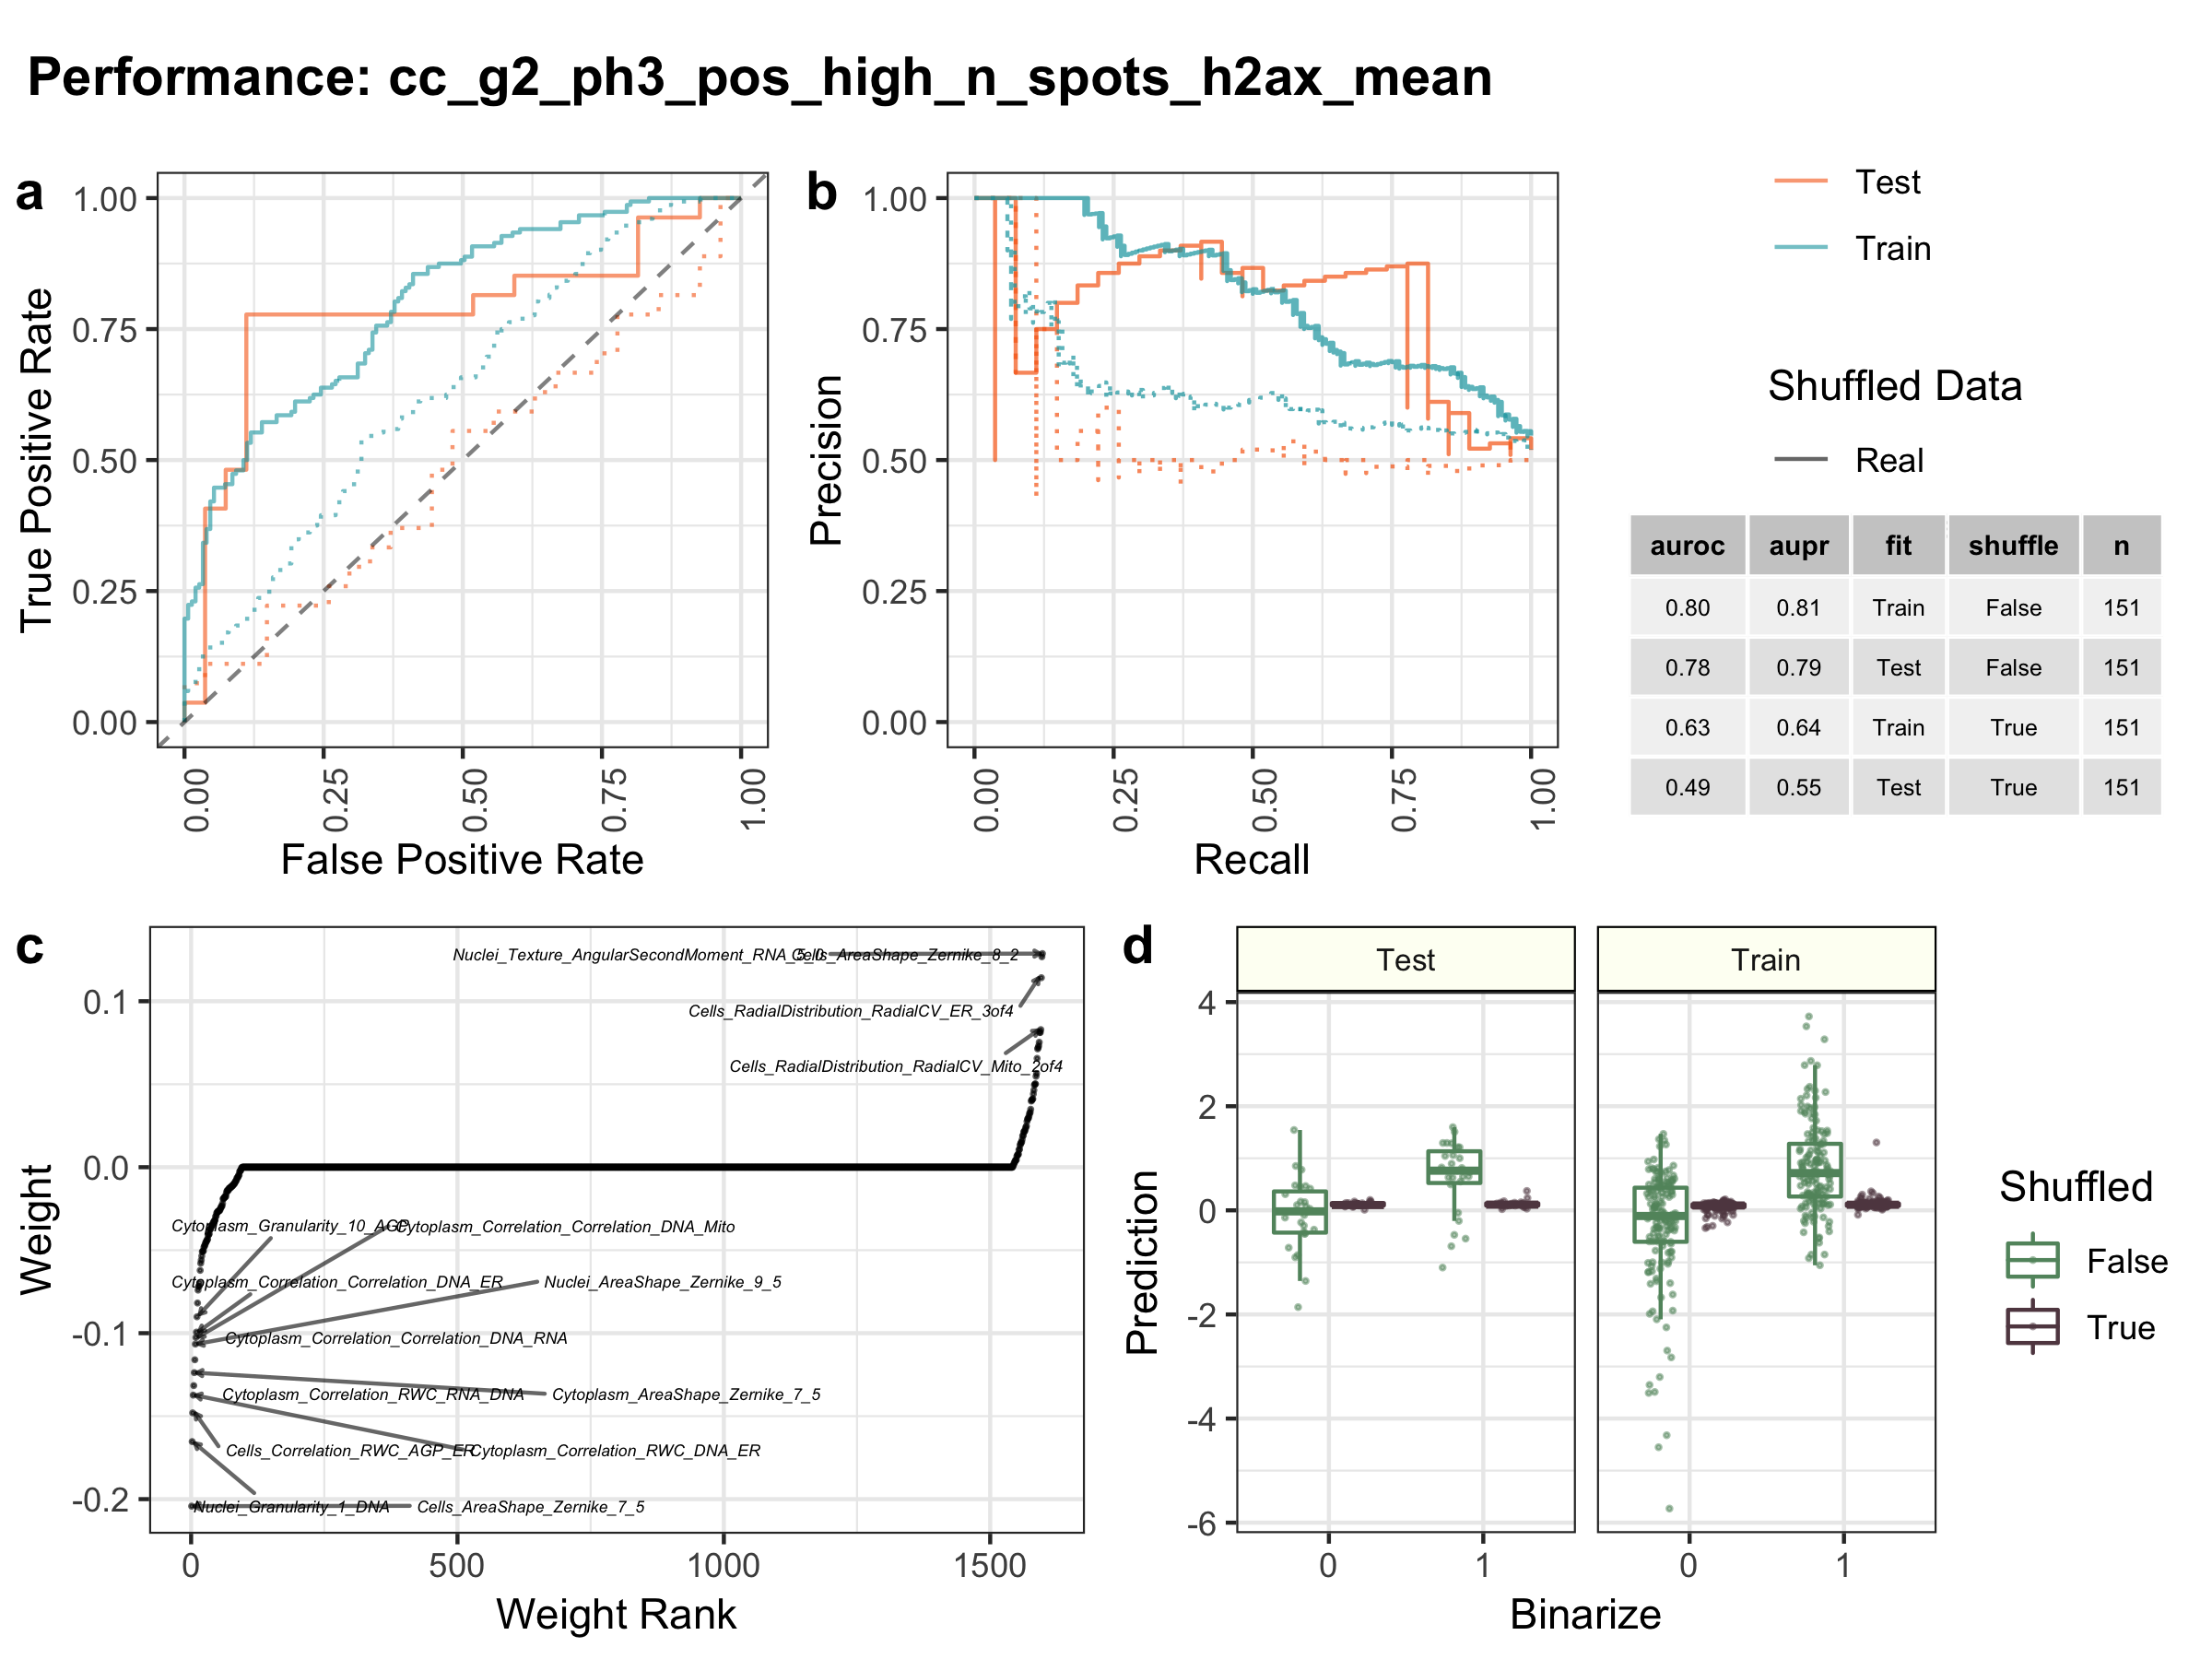 Performance: cc_g2_ph3_pos_high_n_spots_h2ax_mean
a
1.00
0.75
0.50
0.25
0.00
True Positive Rate
0.00
0.25
0.50
0.75
1.00
False Positive Rate
b
1.00
0.75
0.50
0.25
0.00
Precision
0.00
0.25
0.50
0.75
1.00
Recall
Test
Train
Shuffled Data
Real
auroc aupr fit shuffle n
0.80 0.81 Train False 151
0.78 0.79 Test False 151
0.63 0.64 Train True 151
0.49 0.55 Test True 151
c
0.1
0.0
-0.1
-0.2
Weight
Nuclei_Texture_AngularSecondMoment_RNA_5_0
Cells_AreaShape_Zernike_8_2
Cells_RadialDistribution_RadialCV_ER_3of4
Cells_RadialDistribution_RadialCV_Mito_2of4
Cytoplasm_Granularity_10_AGP
Cytoplasm_Correlation_Correlation_DNA_Mito
Cytoplasm_Correlation_Correlation_DNA_ER
Nuclei_AreaShape_Zernike_9_5
Cytoplasm_Correlation_Correlation_DNA_RNA
Cytoplasm_Correlation_RWC_RNA_DNA
Cytoplasm_AreaShape_Zernike_7_5
Cells_Correlation_RWC_AGP_ER
Cytoplasm_Correlation_RWC_DNA_ER
Nuclei_Granularity_1_DNA
Cells_AreaShape_Zernike_7_5
0
500
1000
1500
Weight Rank
d
Test
Train
4
2
0
-2
-4
-6
Prediction
0
1
0
1
Binarize
Shuffled
False
True